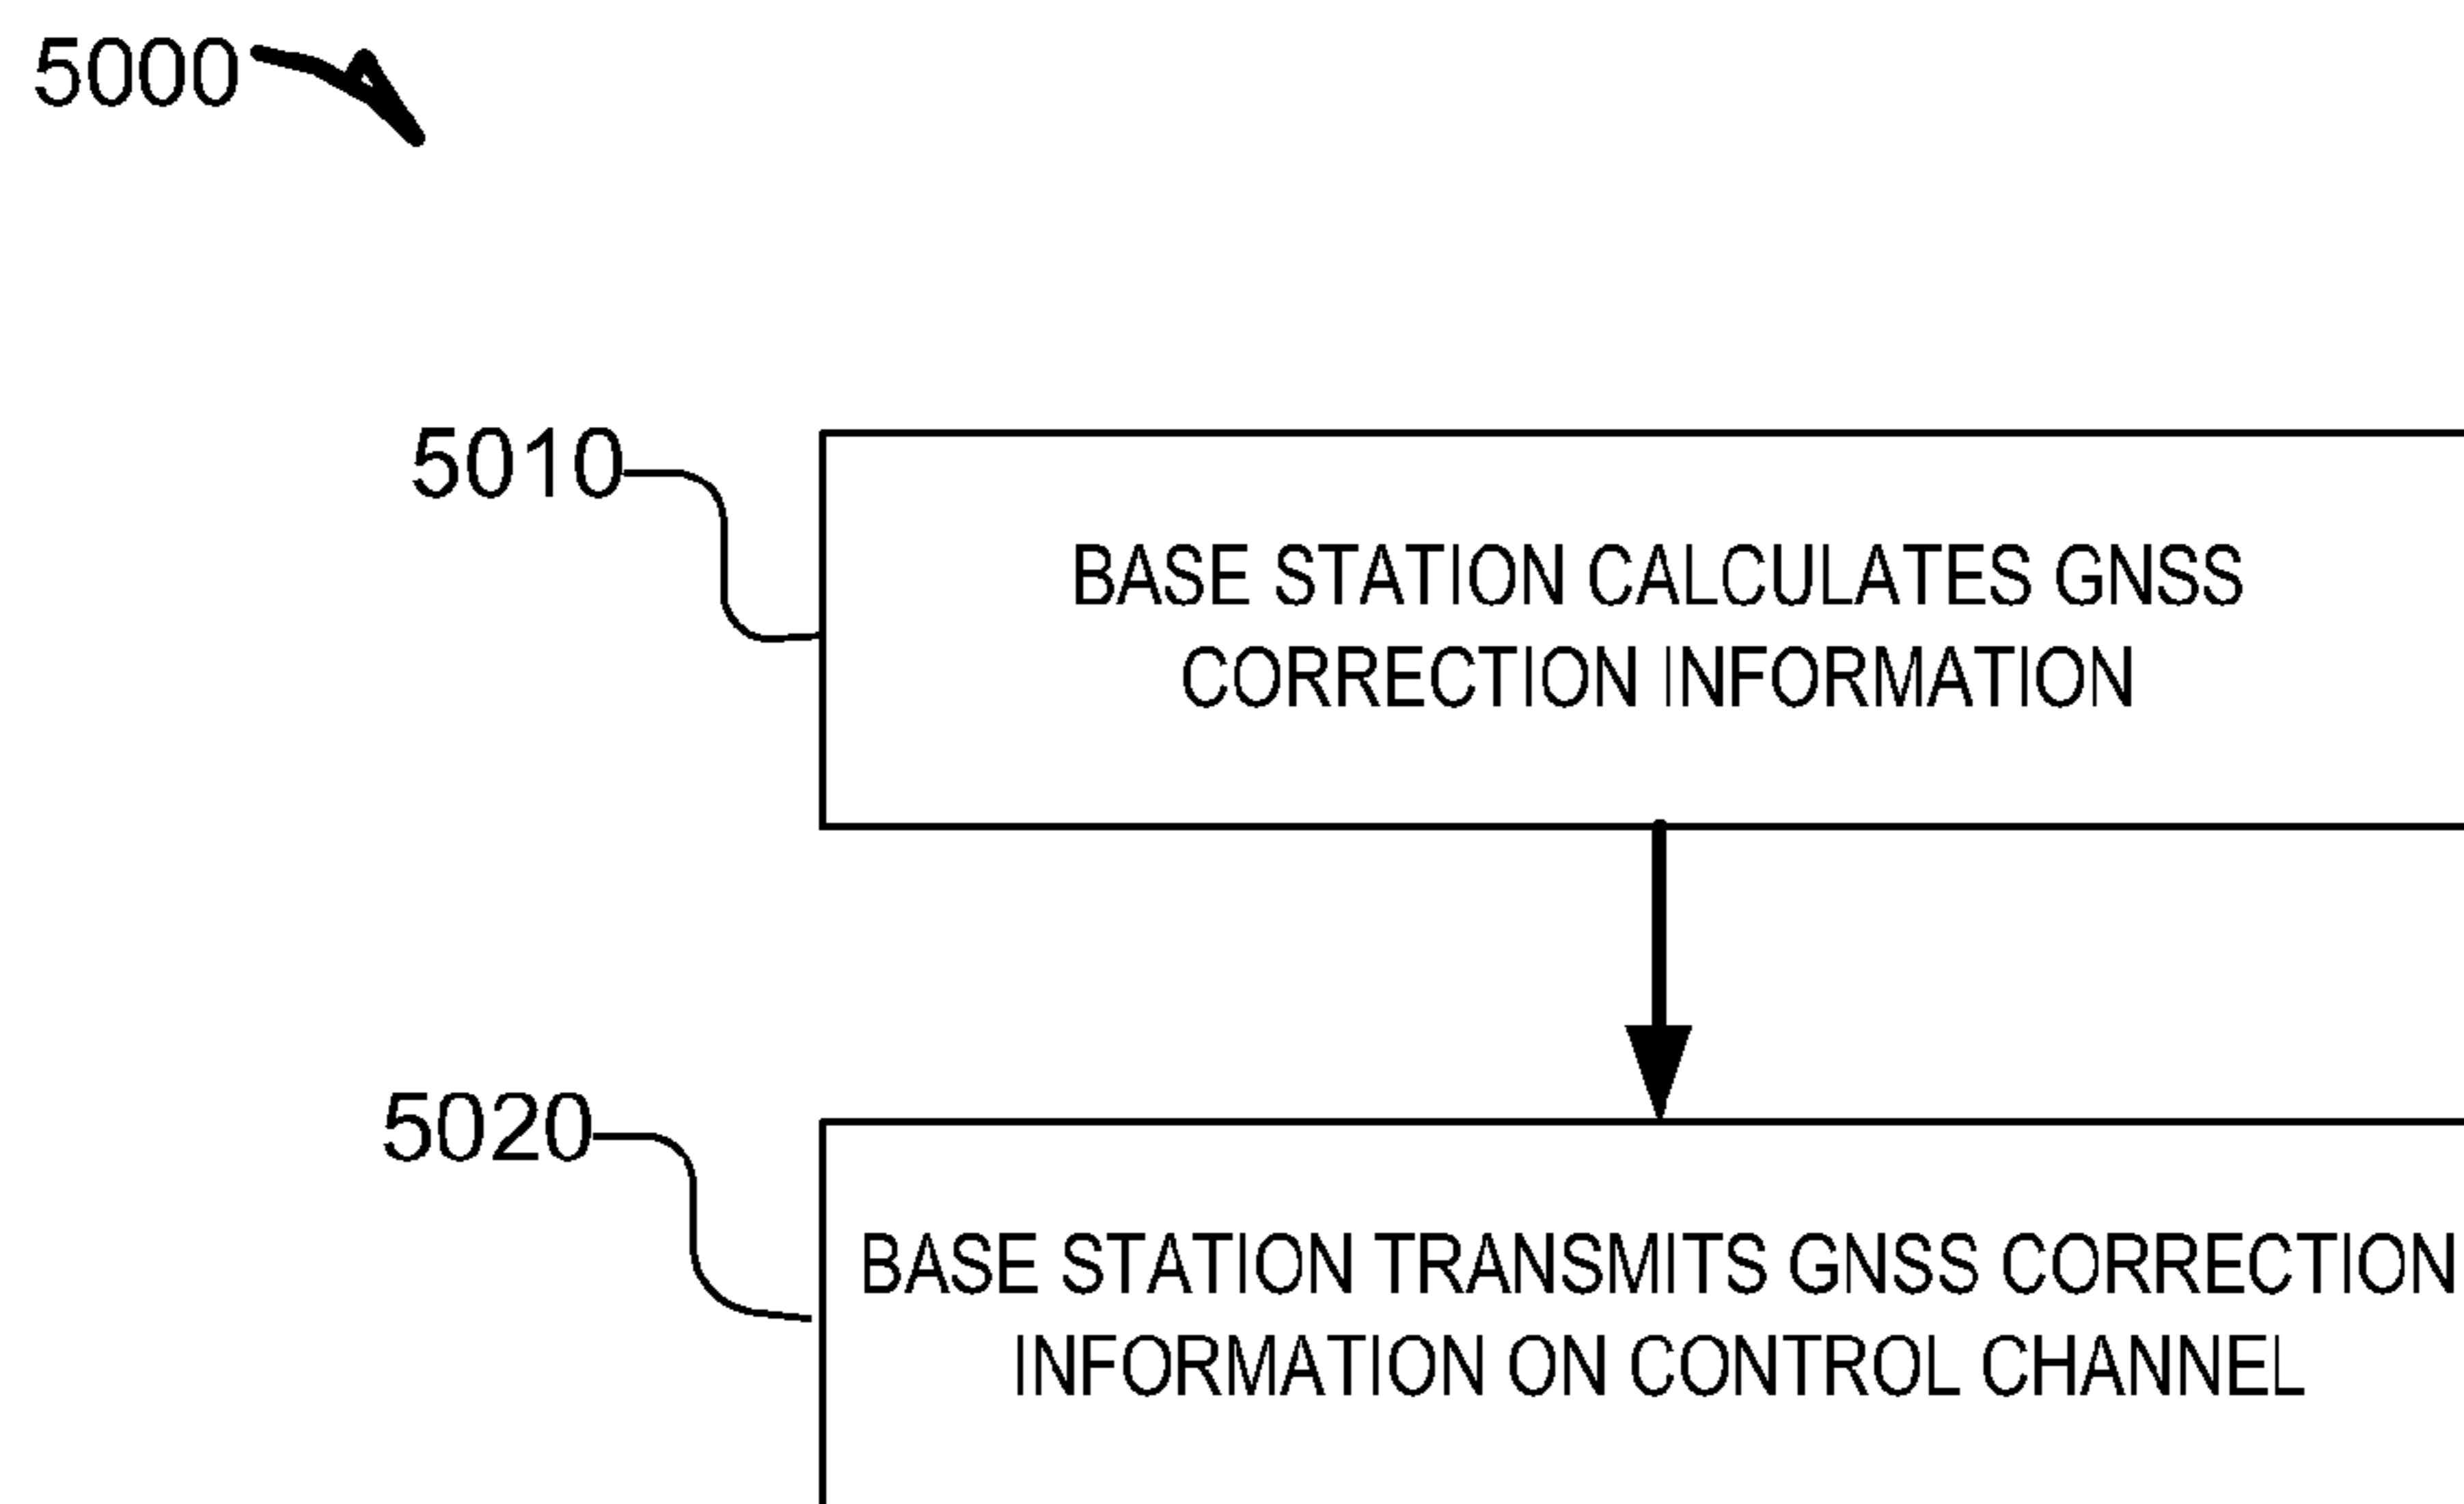 5000
5010
BASE STATION CALCULATES GNSS
CORRECTION INFORMATION
5020
BASE STATION TRANSMITS GNSS CORRECTION
INFORMATION ON CONTROL CHANNEL